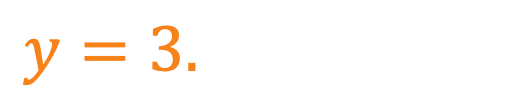 y = 3.